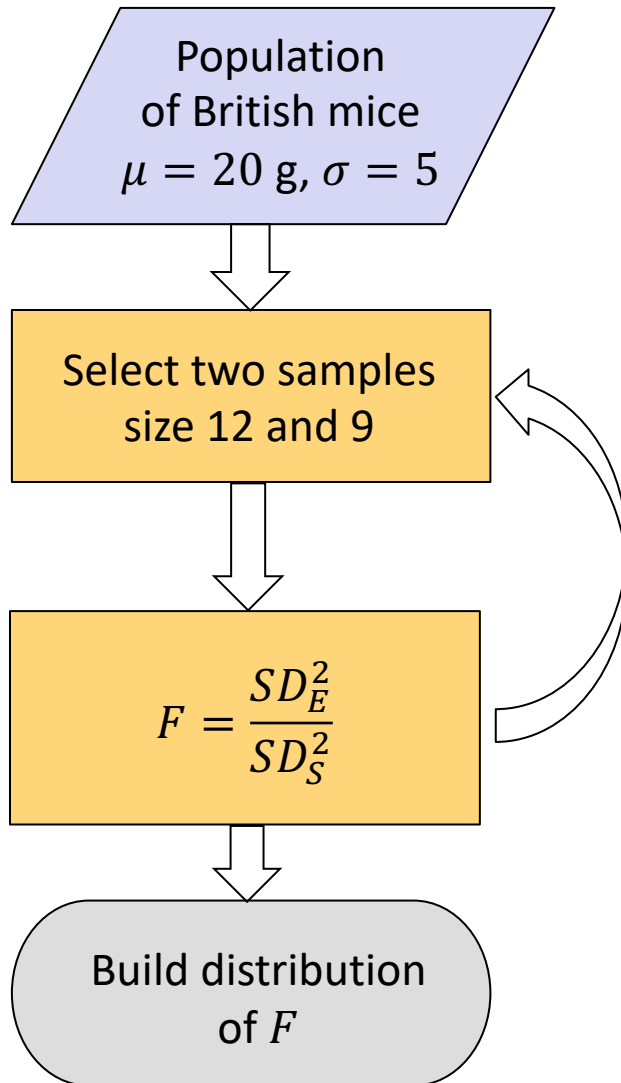 Population
of British mice
𝜇 = 20 g, 𝜎 = 5
Select two samples
size 12 and 9
𝐹 = 𝑆𝐷_𝐸^2 / 𝑆𝐷_𝑆^2
Build distribution
of 𝐹